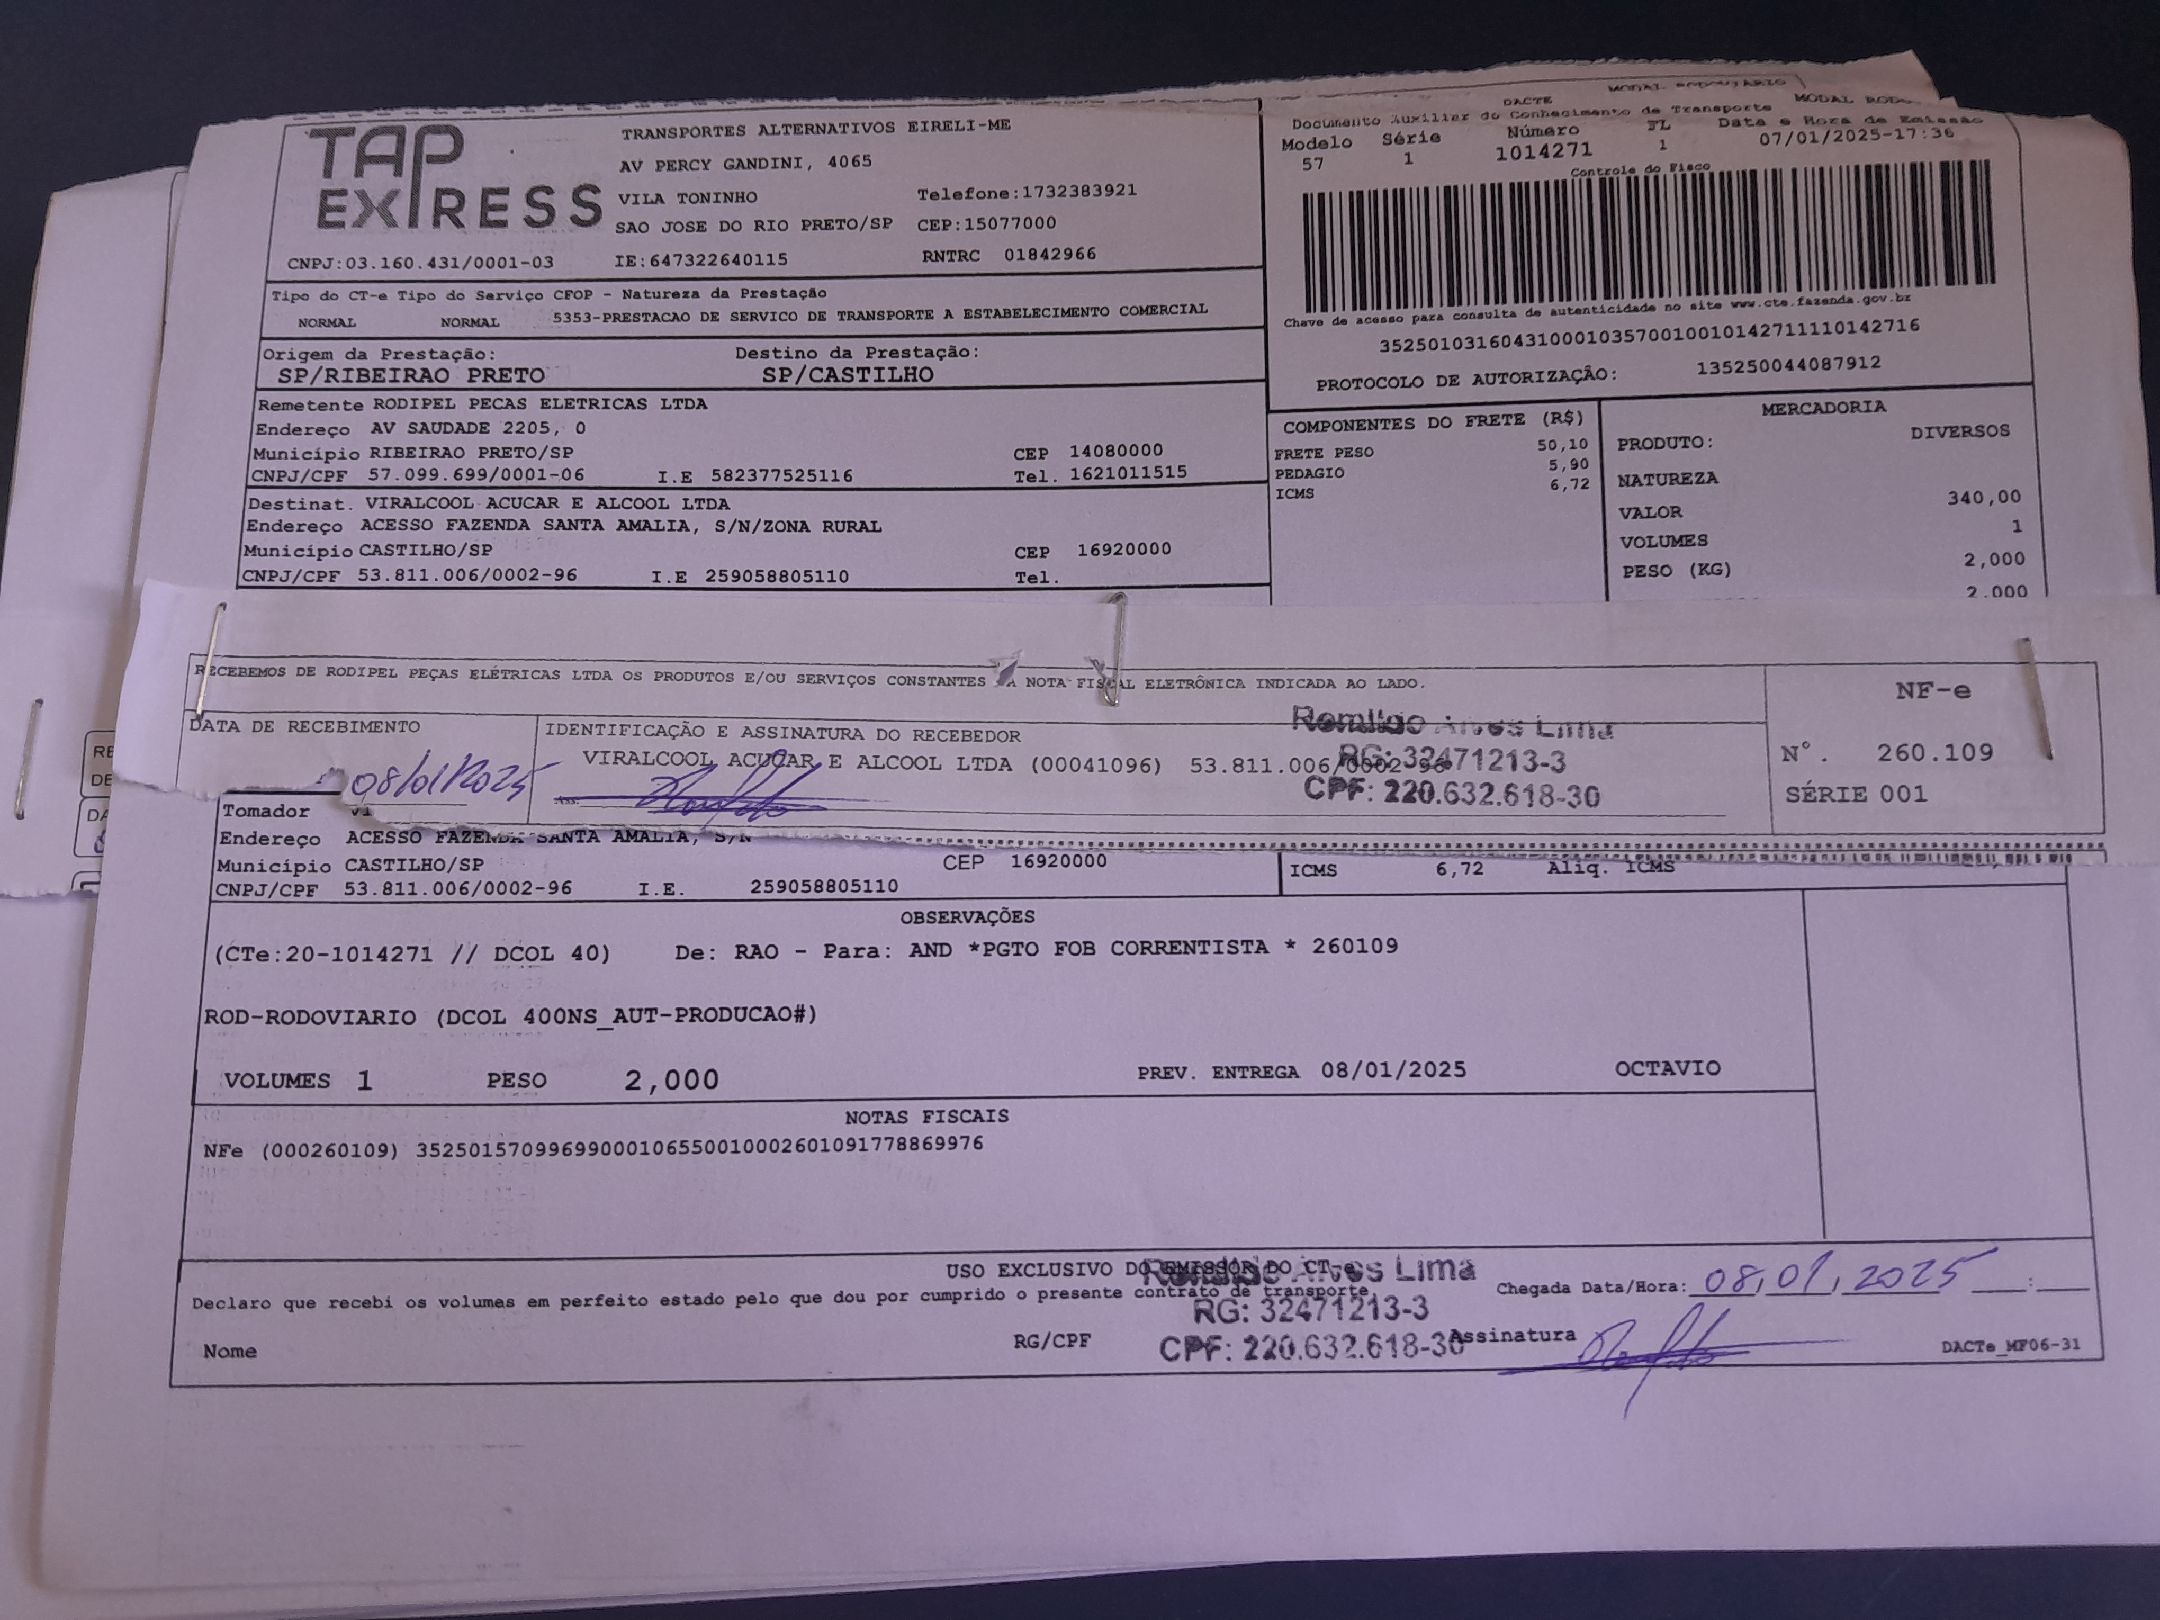 MODAL RODOVIARIO
TAP EXPRESS
TRANSPORTES ALTERNATIVOS EIRELI-ME
AV PERCY GANDINI, 4065
VILA TONINHO Telefone:1732383921
SAO JOSE DO RIO PRETO/SP CEP:15077000
CNPJ:03.160.431/0001-03 IE:647322640115 RNTRC 01842966
DACTE
Documento Auxiliar do Conhecimento de Transporte
Modelo Série Número FL Data e Hora de Emissão
57 1 1014271 1 07/01/2025-17:36
Controle do Fisco
Chave de acesso para consulta de autenticidade no site www.cte.fazenda.gov.br
35250103160431000103570010010142711110142716
PROTOCOLO DE AUTORIZAÇÃO: 135250044087912
Tipo do CT-e Tipo do Serviço CFOP - Natureza da Prestação
NORMAL NORMAL 5353-PRESTACAO DE SERVICO DE TRANSPORTE A ESTABELECIMENTO COMERCIAL
Origem da Prestação: Destino da Prestação:
SP/RIBEIRAO PRETO SP/CASTILHO
Remetente RODIPEL PECAS ELETRICAS LTDA
Endereço AV SAUDADE 2205, 0
Município RIBEIRAO PRETO/SP CEP 14080000
CNPJ/CPF 57.099.699/0001-06 I.E 582377525116 Tel. 1621011515
Destinat. VIRALCOOL ACUCAR E ALCOOL LTDA
Endereço ACESSO FAZENDA SANTA AMALIA, S/N/ZONA RURAL
Município CASTILHO/SP CEP 16920000
CNPJ/CPF 53.811.006/0002-96 I.E 259058805110 Tel.
COMPONENTES DO FRETE (R$)
FRETE PESO 50,10
PEDAGIO 5,90
ICMS 6,72
MERCADORIA
PRODUTO: DIVERSOS
NATUREZA
VALOR 340,00
VOLUMES 1
PESO (KG) 2,000
2.000
RECEBEMOS DE RODIPEL PEÇAS ELÉTRICAS LTDA OS PRODUTOS E/OU SERVIÇOS CONSTANTES NOTA FISCAL ELETRÔNICA INDICADA AO LADO.
DATA DE RECEBIMENTO
08/01/2025
IDENTIFICAÇÃO E ASSINATURA DO RECEBEDOR
VIRALCOOL ACUCAR E ALCOOL LTDA (00041096) 53.811.006/0002-96
Romildo Alves Lima
RG: 32471213-3
CPF: 220.632.618-30
NF-e
N°. 260.109
SÉRIE 001
RE
DE
DA
Tomador
Endereço ACESSO FAZENDA SANTA AMALIA, S/N
Município CASTILHO/SP CEP 16920000
CNPJ/CPF 53.811.006/0002-96 I.E. 259058805110
ICMS 6,72 Aliq. ICMS
OBSERVAÇÕES
(CTe:20-1014271 // DCOL 40) De: RAO - Para: AND *PGTO FOB CORRENTISTA * 260109
ROD-RODOVIARIO (DCOL 400NS_AUT-PRODUCAO#)
VOLUMES 1 PESO 2,000 PREV. ENTREGA 08/01/2025 OCTAVIO
NOTAS FISCAIS
NFe (000260109) 35250157099699000106550010002601091778869976
USO EXCLUSIVO DO EMISSOR DO CT-e
Declaro que recebi os volumes em perfeito estado pelo que dou por cumprido o presente contrato de transporte.
Romildo Alves Lima
RG: 32471213-3
CPF: 220.632.618-30
Chegada Data/Hora: 08/01/2025 :
Nome RG/CPF Assinatura DACTe_MF06-31